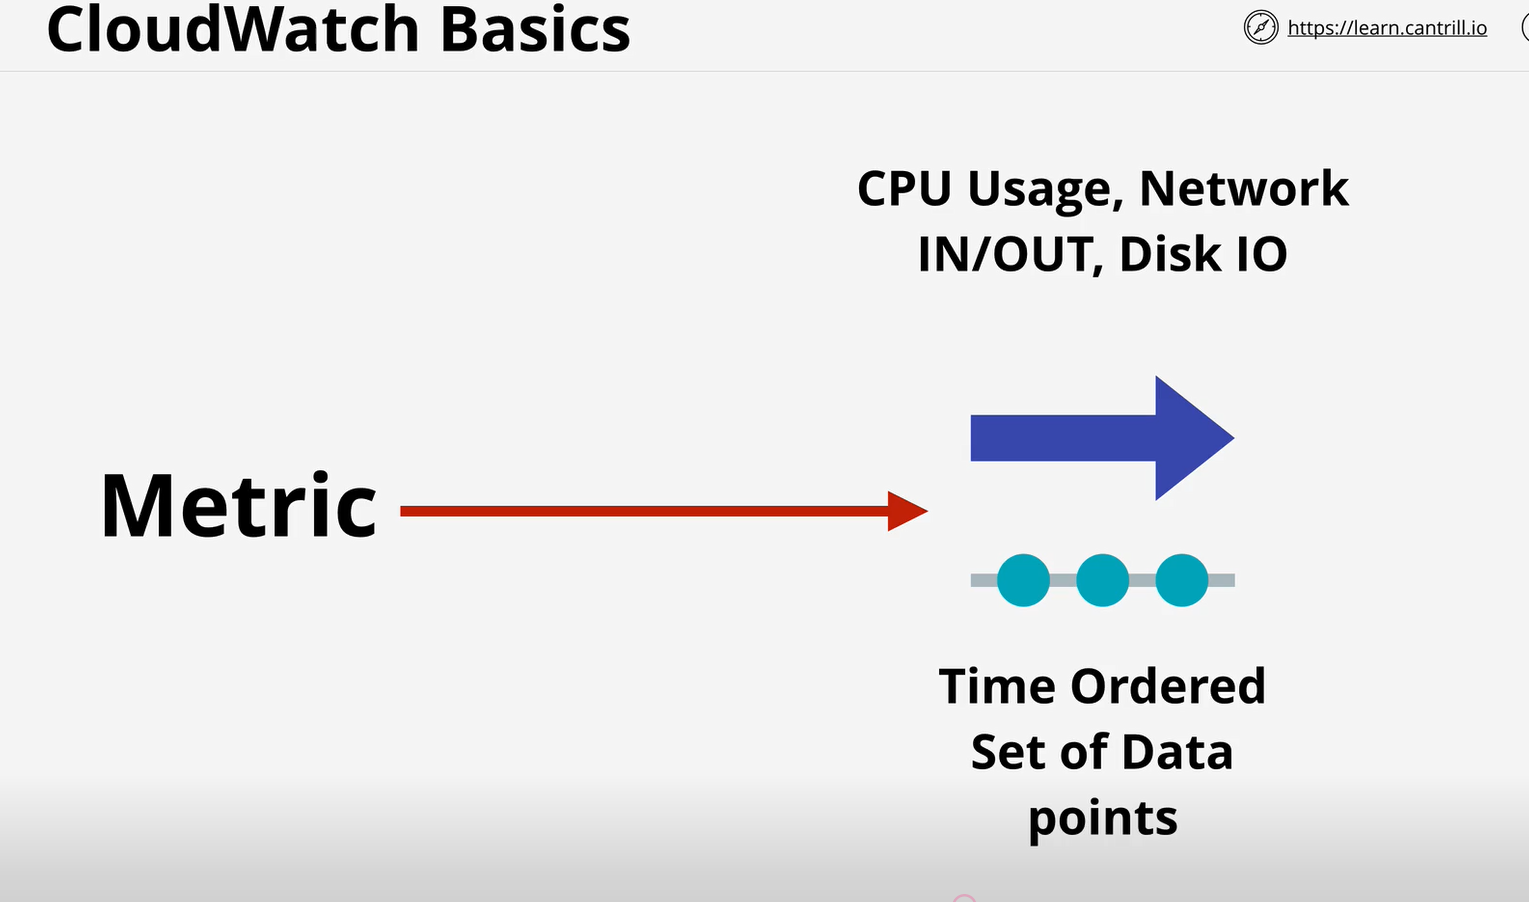 CloudWatch Basics
https://learn.cantrill.io
CPU Usage, Network
IN/OUT, Disk IO
Metric
Time Ordered
Set of Data
points